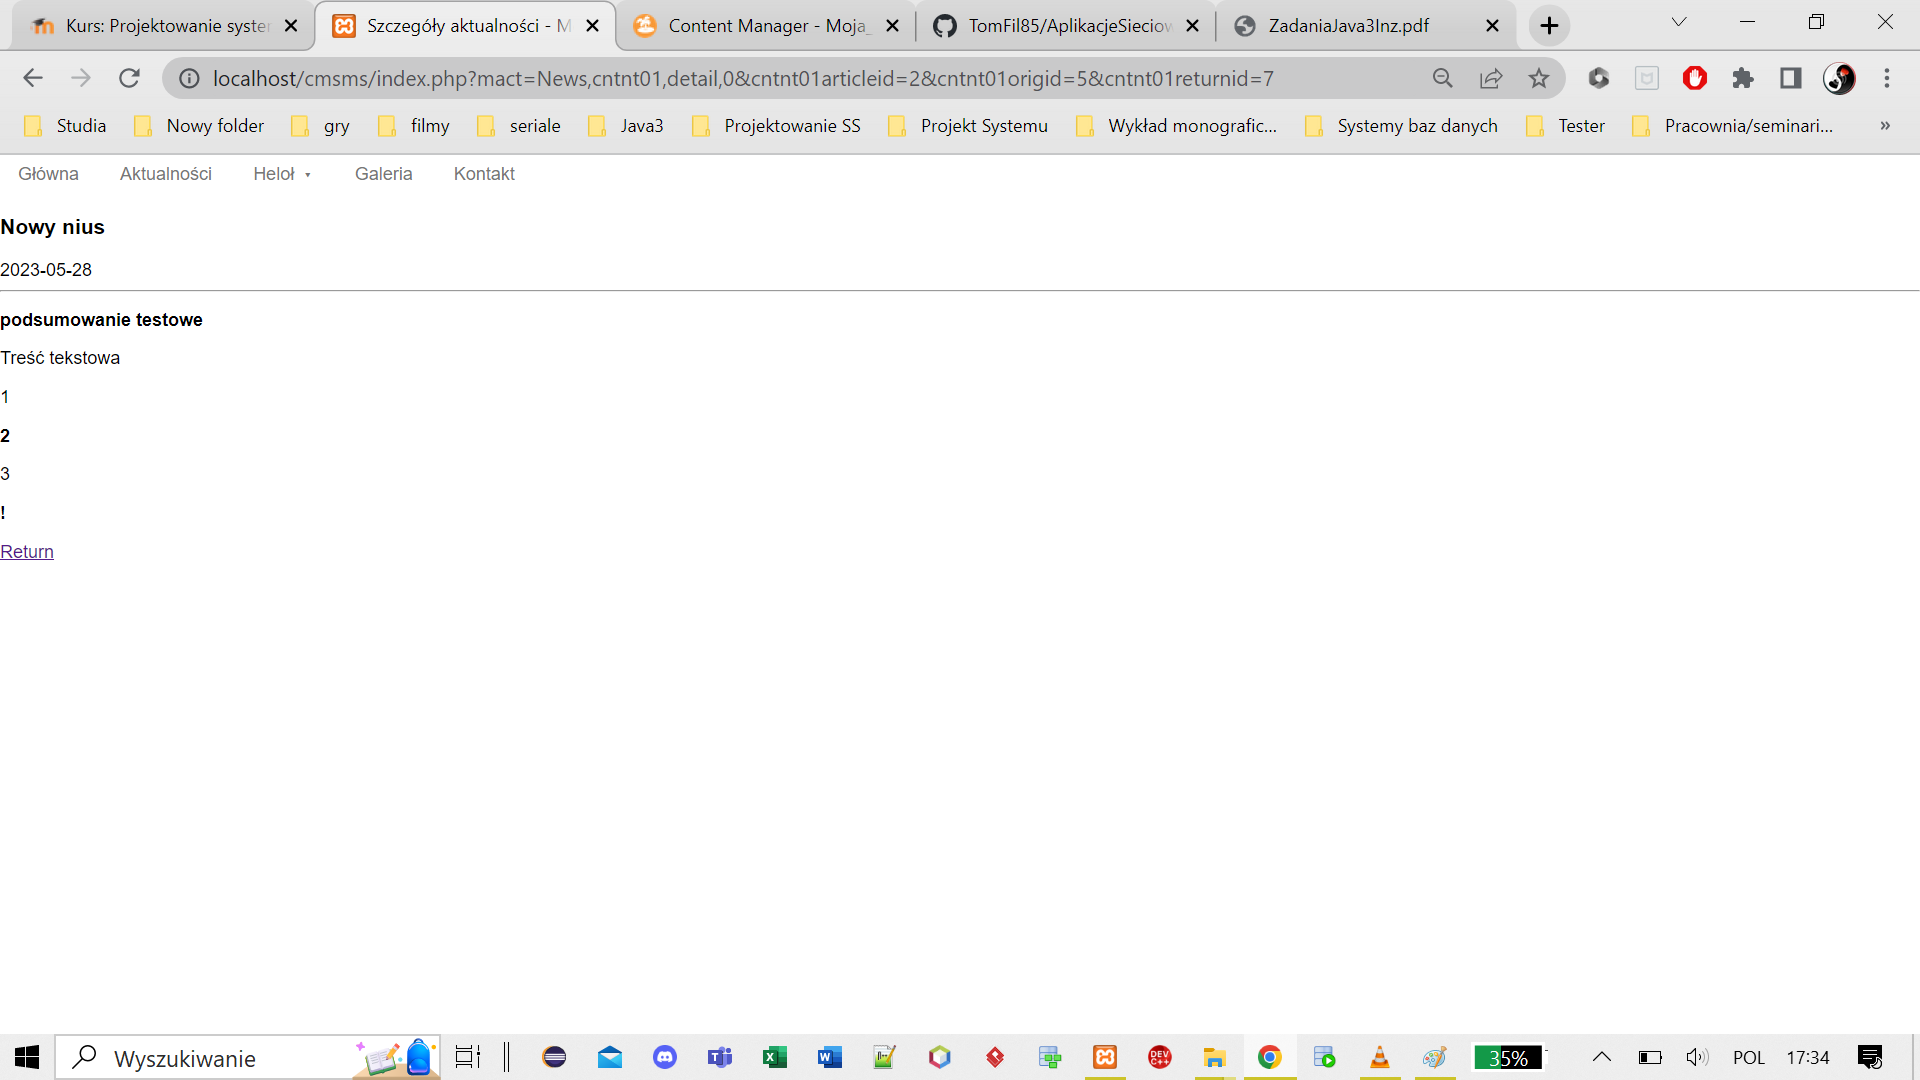 Kurs: Projektowanie syster
Szczegóły aktualności - M
Content Manager - Moja_
TomFil85/AplikacjeSieciow
ZadaniaJava3Inz.pdf
localhost/cmsms/index.php?mact=News,cntnt01,detail,0&cntnt01articleid=2&cntnt01origid=5&cntnt01returnid=7
Studia
Nowy folder
gry
filmy
seriale
Java3
Projektowanie SS
Projekt Systemu
Wykład monografic...
Systemy baz danych
Tester
Pracownia/seminari...
»
Główna
Aktualności
Heloł
Galeria
Kontakt
Nowy nius
2023-05-28
podsumowanie testowe
Treść tekstowa
1
2
3
!
Return
Wyszukiwanie
DEV C++
35%
POL
17:34